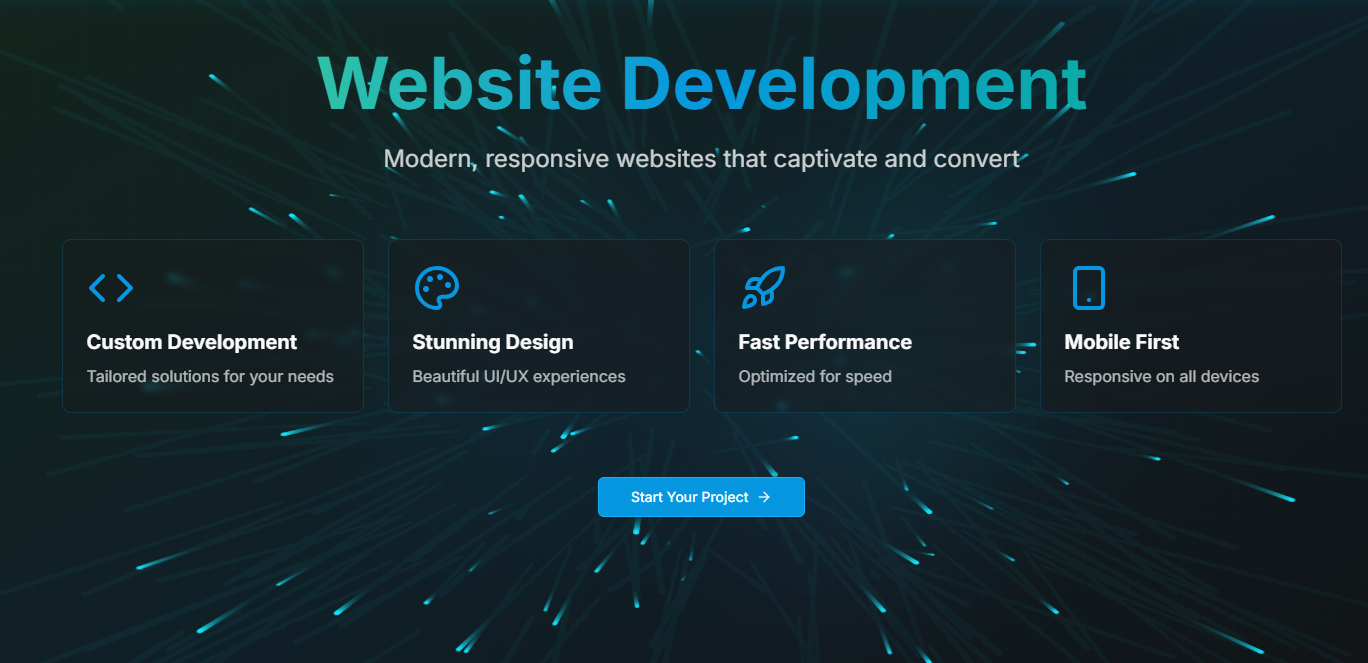 Website Development
Modern, responsive websites that captivate and convert
Custom Development
Tailored solutions for your needs
Stunning Design
Beautiful UI/UX experiences
Fast Performance
Optimized for speed
Mobile First
Responsive on all devices
Start Your Project →